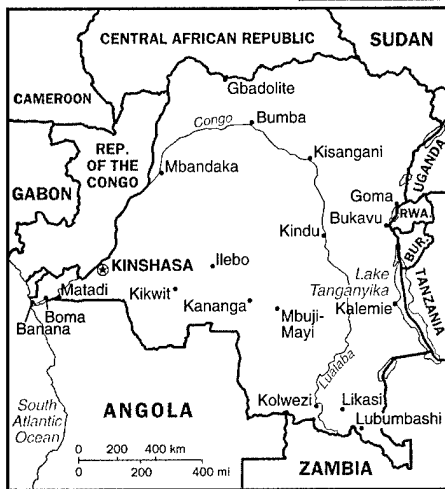 CENTRAL AFRICAN REPUBLIC
SUDAN
Gbadolite
CAMEROON
Congo
Bumba
REP.
OF THE
CONGO
Mbandaka
Kisangani
UGANDA
GABON
Goma
RWA.
Bukavu
Kindu
BUR.
KINSHASA
Ilebo
Lake
Tanganyika
TANZANIA
Matadi
Kikwit
Kananga
Kalemie
Boma
Banana
Mbuji-
Mayi
Lualaba
South
Atlantic
Ocean
ANGOLA
Kolwezi
Likasi
Lubumbashi
0 200 400 km
0 200 400 mi
ZAMBIA